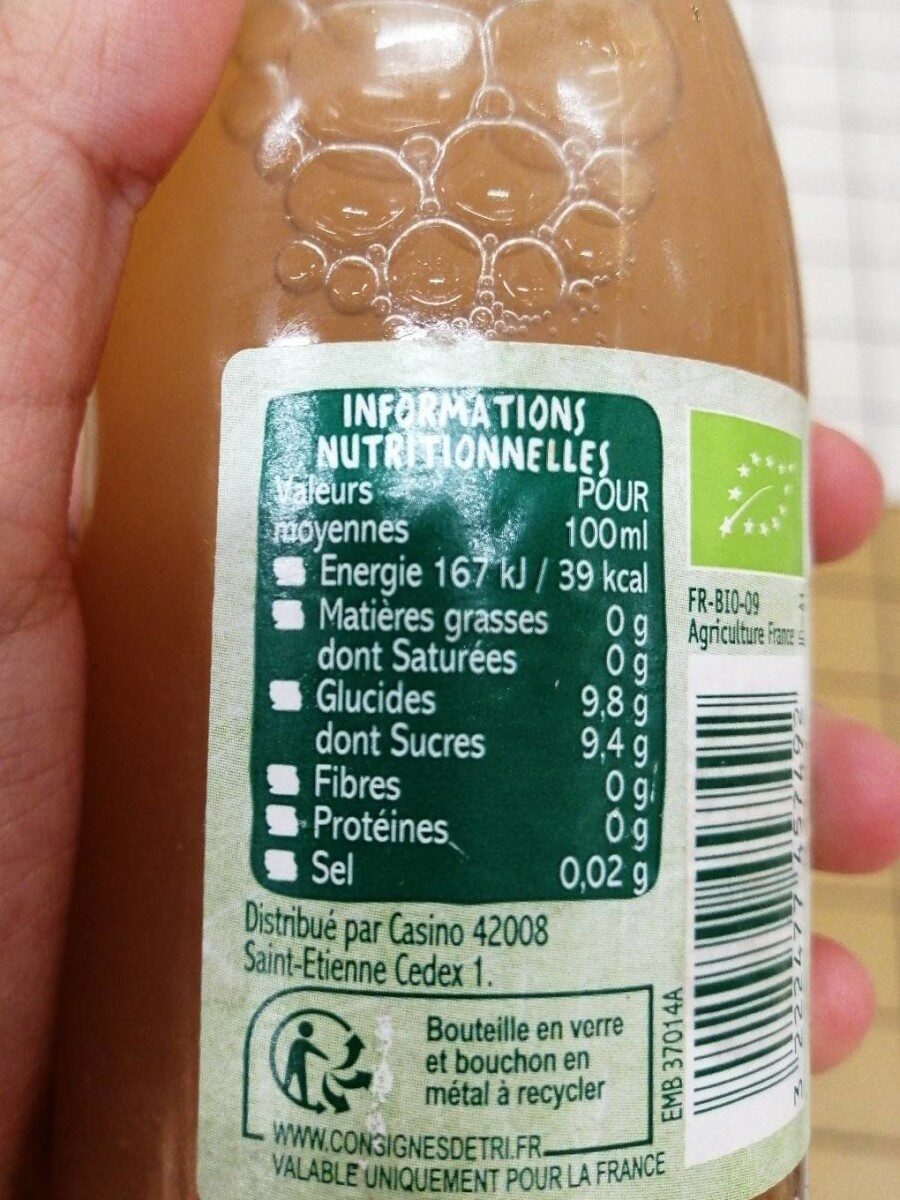 INFORMATIONS
NUTRITIONNELLES
Valeurs POUR
moyennes 100ml
Energie 167 kJ / 39 kcal
Matières grasses 0 g
dont Saturées 0 g
Glucides 9,8 g
dont Sucres 9,4 g
Fibres 0 g
Protéines 0 g
Sel 0,02 g
Distribué par Casino 42008
Saint-Etienne Cedex 1.
Bouteille en verre
et bouchon en
métal à recycler
WWW.CONSIGNESDETRI.FR
VALABLE UNIQUEMENT POUR LA FRANCE
EMB 37014A
FR-BIO-09
Agriculture France